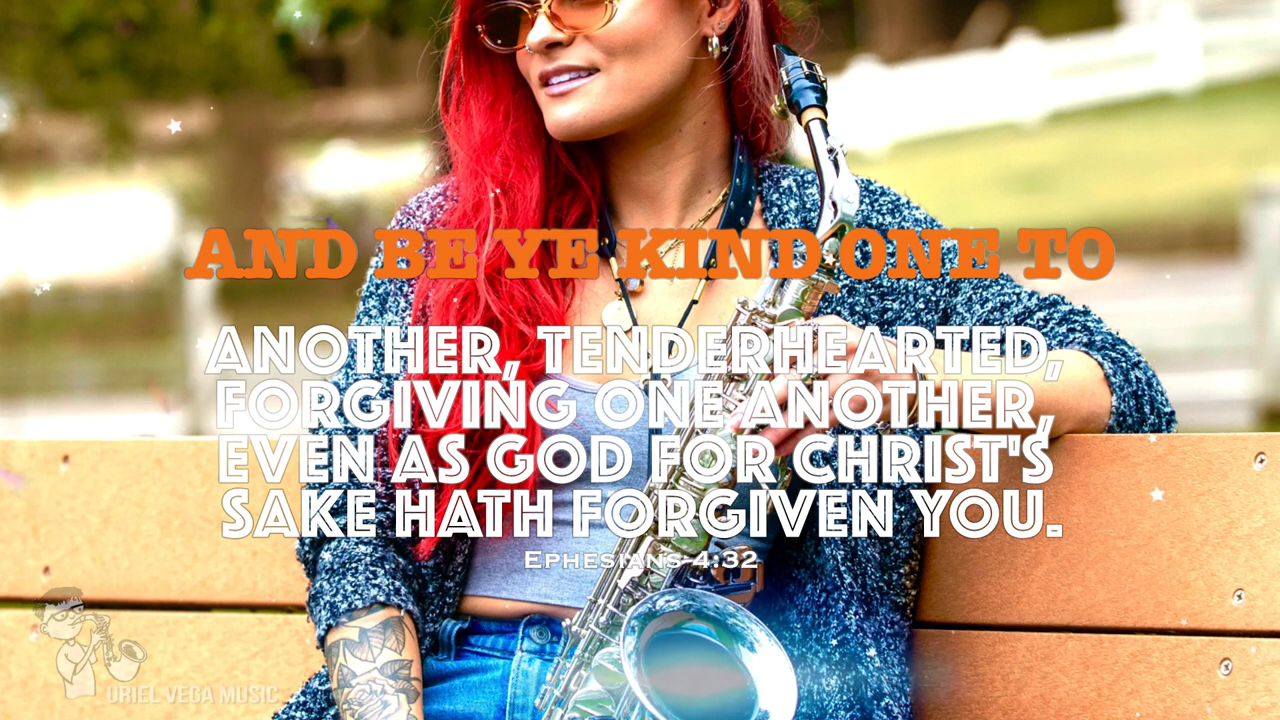 AND BE YE KIND ONE TO
ANOTHER, TENDERHEARTED,
FORGIVING ONE ANOTHER,
EVEN AS GOD FOR CHRIST'S
SAKE HATH FORGIVEN YOU.
EPHESIANS 4:32
URIEL VEGA MUSIC